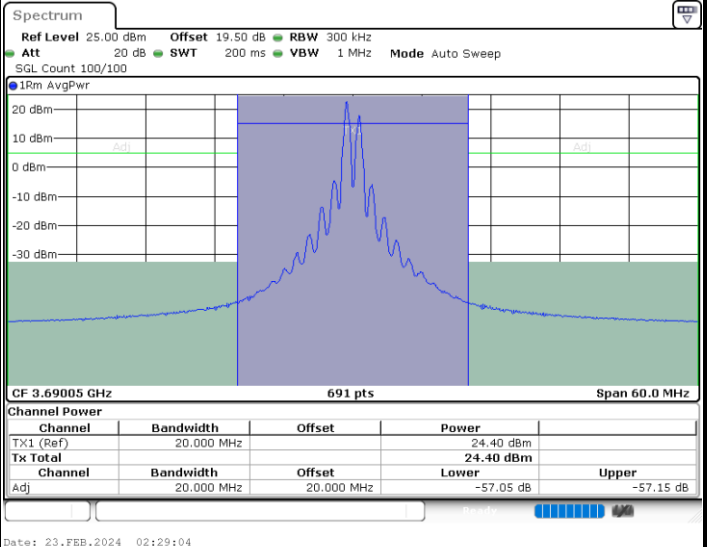 Spectrum
Ref Level 25.00 dBm Offset 19.50 dB RBW 300 kHz
Att 20 dB SWT 200 ms VBW 1 MHz Mode Auto Sweep
SGL Count 100/100
1Rm AvgPwr
20 dBm
10 dBm
Adj TX1 Adj
0 dBm
-10 dBm
-20 dBm
-30 dBm
CF 3.69005 GHz 691 pts Span 60.0 MHz
Channel Power
Channel Bandwidth Offset Power
TX1 (Ref) 20.000 MHz 24.40 dBm
Tx Total 24.40 dBm
Channel Bandwidth Offset Lower Upper
Adj 20.000 MHz 20.000 MHz -57.05 dB -57.15 dB
Ready
Date: 23.FEB.2024 02:29:04